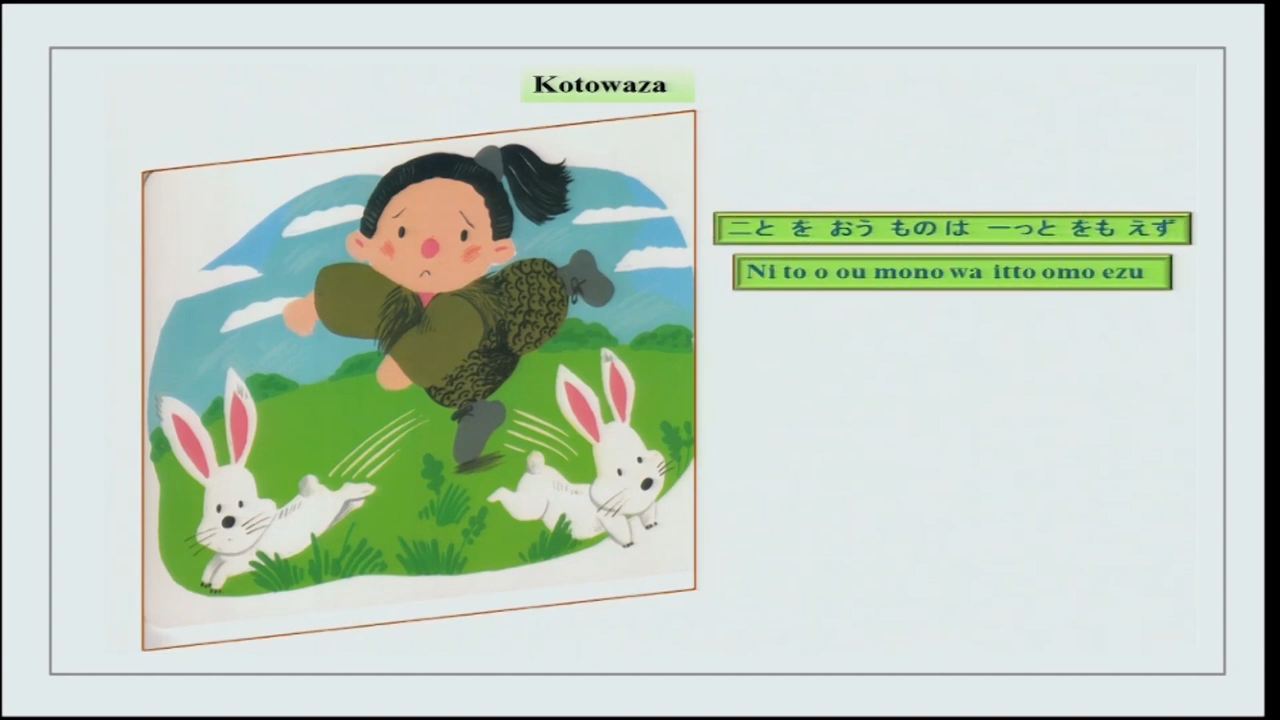 Kotowaza
二と を おう もの は 一っと をも えず
Ni to o ou mono wa itto omo ezu